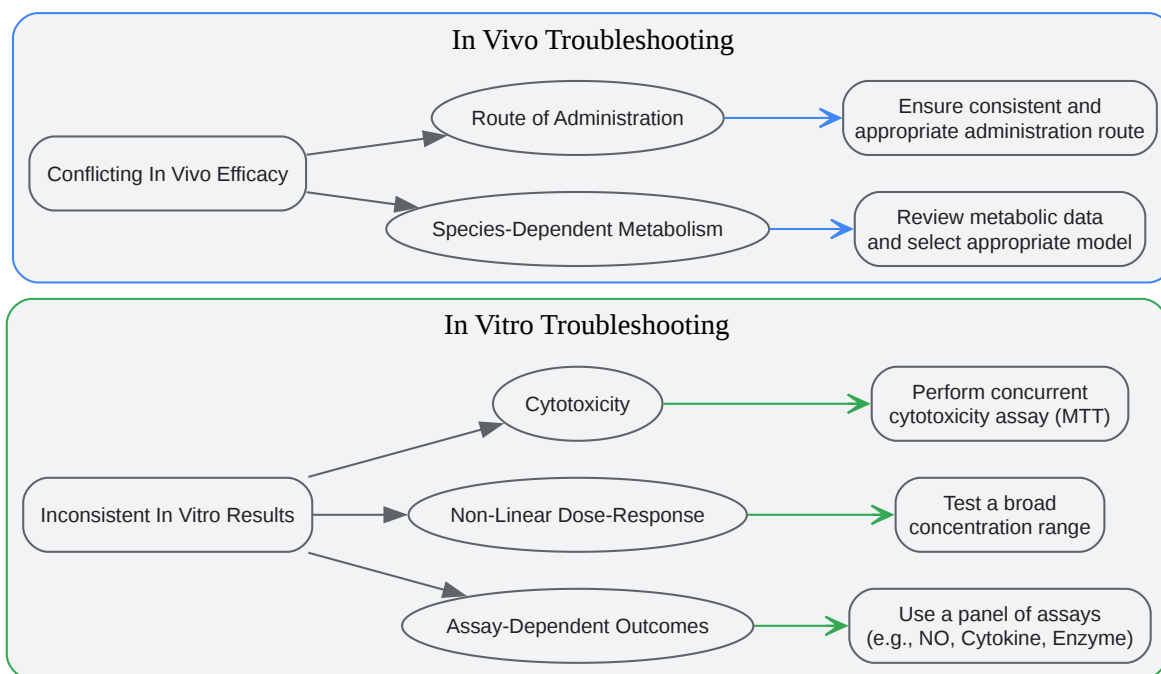 In Vivo Troubleshooting
Conflicting In Vivo Efficacy
Route of Administration
Ensure consistent and
appropriate administration route
Species-Dependent Metabolism
Review metabolic data
and select appropriate model
In Vitro Troubleshooting
Inconsistent In Vitro Results
Cytotoxicity
Perform concurrent
cytotoxicity assay (MTT)
Non-Linear Dose-Response
Test a broad
concentration range
Assay-Dependent Outcomes
Use a panel of assays
(e.g., NO, Cytokine, Enzyme)